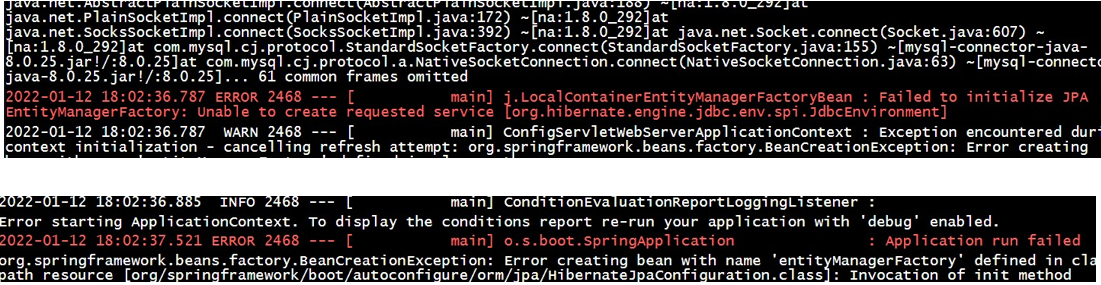 java.net.AbstractPlainSocketImpl.connect(AbstractPlainSocketImpl.java:188) ~[na:1.8.0_292]at
java.net.PlainSocketImpl.connect(PlainSocketImpl.java:172) ~[na:1.8.0_292]at
java.net.SocksSocketImpl.connect(SocksSocketImpl.java:392) ~[na:1.8.0_292]at java.net.Socket.connect(Socket.java:607) ~
[na:1.8.0_292]at com.mysql.cj.protocol.StandardSocketFactory.connect(StandardSocketFactory.java:155) ~[mysql-connector-java-
8.0.25.jar!/:8.0.25]at com.mysql.cj.protocol.a.NativeSocketConnection.connect(NativeSocketConnection.java:63) ~[mysql-connecto
java-8.0.25.jar!/:8.0.25]... 61 common frames omitted
2022-01-12 18:02:36.787 ERROR 2468 --- [ main] j.LocalContainerEntityManagerFactoryBean : Failed to initialize JPA
EntityManagerFactory: Unable to create requested service [org.hibernate.engine.jdbc.env.spi.JdbcEnvironment]
2022-01-12 18:02:36.787 WARN 2468 --- [ main] ConfigServletWebServerApplicationContext : Exception encountered duri
context initialization - cancelling refresh attempt: org.springframework.beans.factory.BeanCreationException: Error creating
2022-01-12 18:02:36.885 INFO 2468 --- [ main] ConditionEvaluationReportLoggingListener :
Error starting ApplicationContext. To display the conditions report re-run your application with 'debug' enabled.
2022-01-12 18:02:37.521 ERROR 2468 --- [ main] o.s.boot.SpringApplication : Application run failed
org.springframework.beans.factory.BeanCreationException: Error creating bean with name 'entityManagerFactory' defined in cla
path resource [org/springframework/boot/autoconfigure/orm/jpa/HibernateJpaConfiguration.class]: Invocation of init method